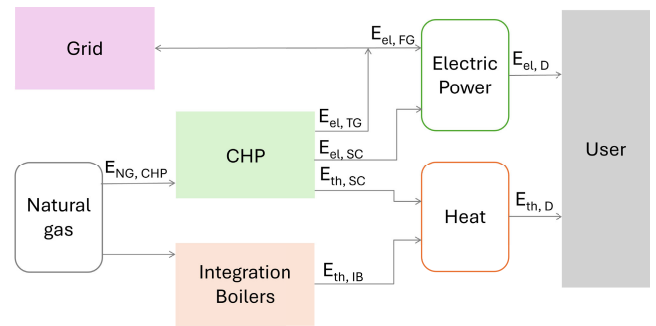 Grid
E el, FG
Electric
Power
E el, D
User
E el, TG
CHP
E el, SC
E NG, CHP
E th, SC
Natural
gas
Heat
E th, D
Integration
Boilers
E th, IB